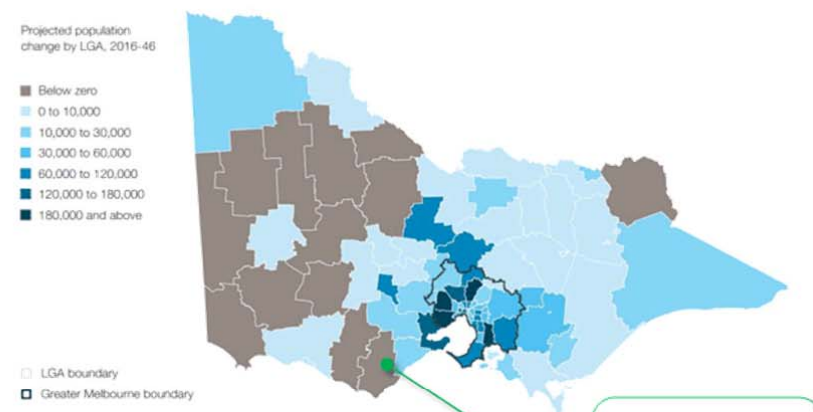 Projected population
change by LGA, 2016-46
Below zero
0 to 10,000
10,000 to 30,000
30,000 to 60,000
60,000 to 120,000
120,000 to 180,000
180,000 and above
LGA boundary
Greater Melbourne boundary